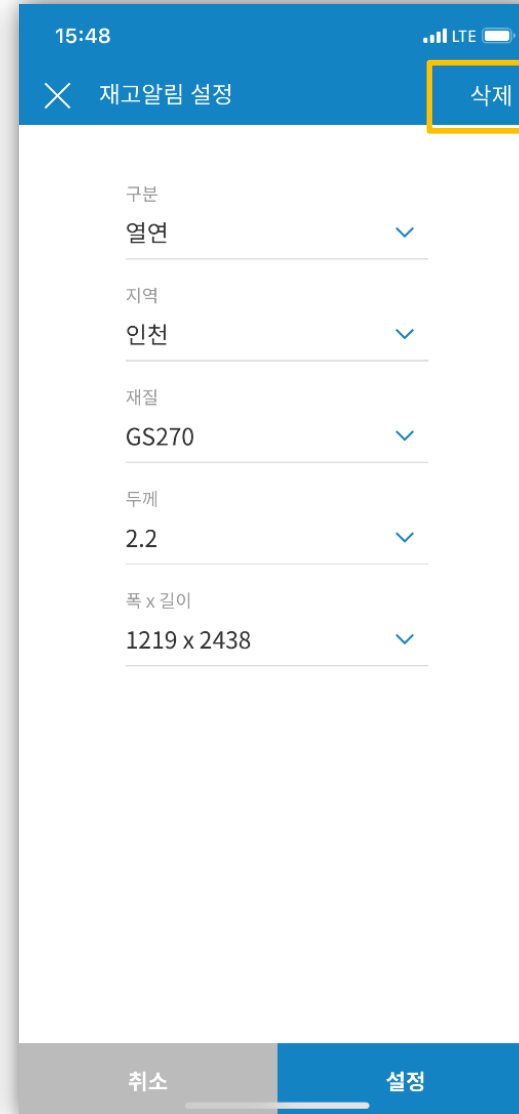 15:48 LTE
재고알림 설정 삭제
구분
열연
지역
인천
재질
GS270
두께
2.2
폭 x 길이
1219 x 2438
취소 설정